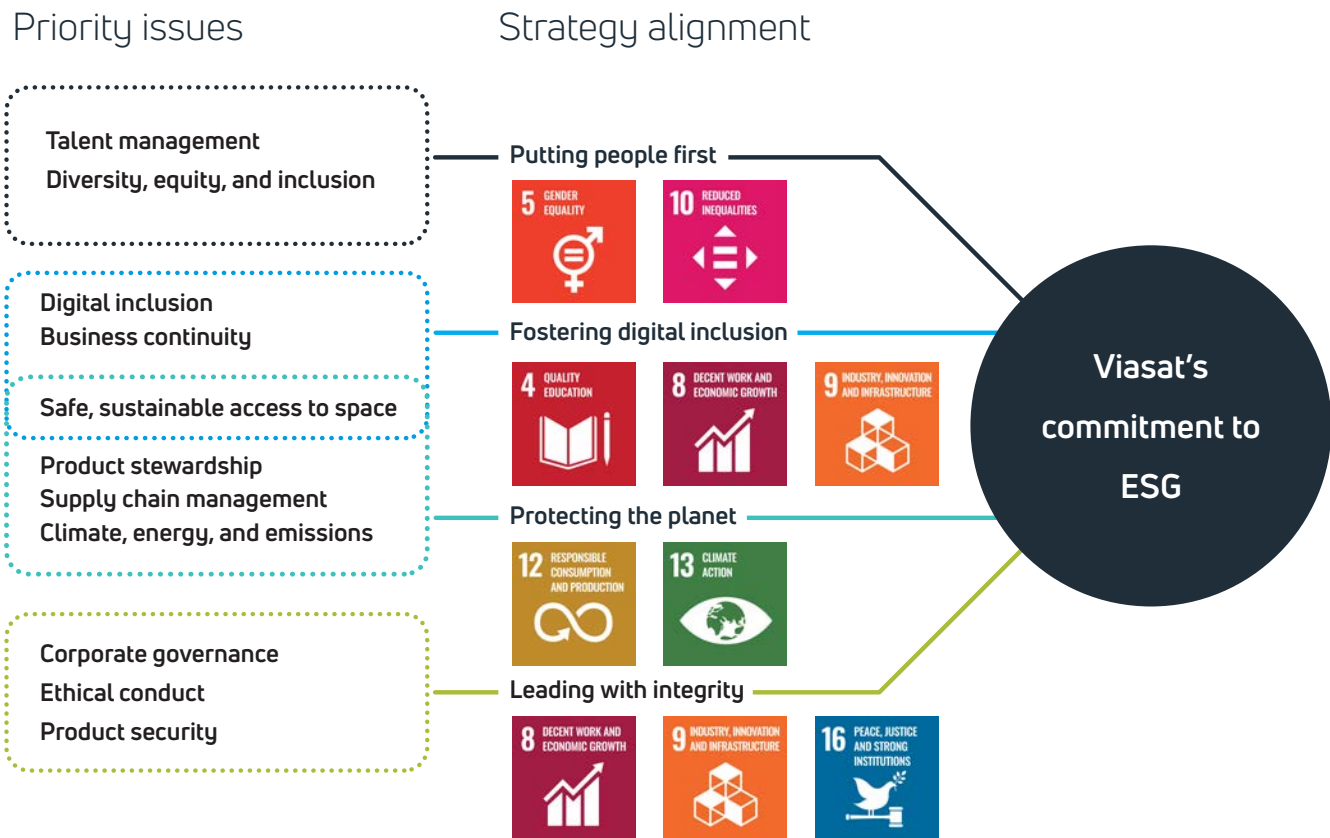 Priority issues
Strategy alignment
Talent management
Diversity, equity, and inclusion
Digital inclusion
Business continuity
Safe, sustainable access to space
Product stewardship
Supply chain management
Climate, energy, and emissions
Corporate governance
Ethical conduct
Product security
Putting people first
5 GENDER
EQUALITY
10 REDUCED
INEQUALITIES
Fostering digital inclusion
4 QUALITY
EDUCATION
8 DECENT WORK AND
ECONOMIC GROWTH
9 INDUSTRY, INNOVATION
AND INFRASTRUCTURE
Protecting the planet
12 RESPONSIBLE
CONSUMPTION
AND PRODUCTION
13 CLIMATE
ACTION
Leading with integrity
8 DECENT WORK AND
ECONOMIC GROWTH
9 INDUSTRY, INNOVATION
AND INFRASTRUCTURE
16 PEACE, JUSTICE
AND STRONG
INSTITUTIONS
Viasat's
commitment to
ESG